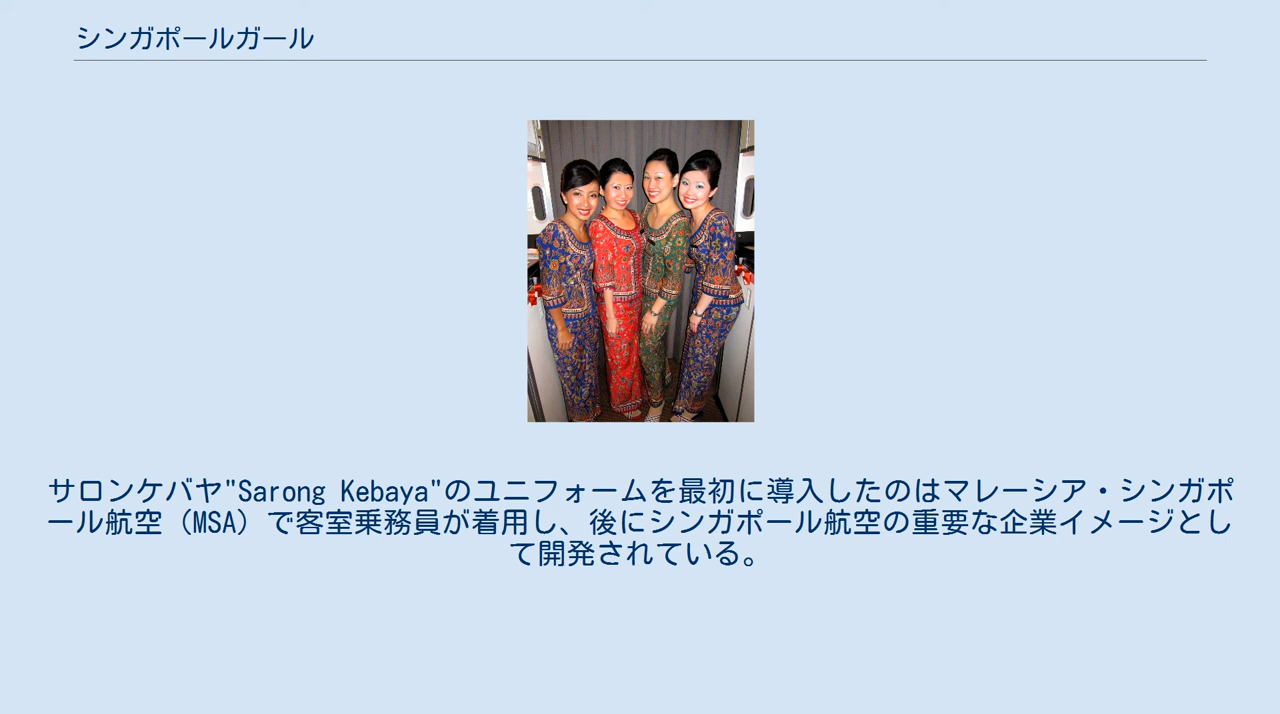 シンガポールガール
サロンケバヤ"Sarong Kebaya"のユニフォームを最初に導入したのはマレーシア・シンガポ
ール航空（MSA）で客室乗務員が着用し、後にシンガポール航空の重要な企業イメージとし
て開発されている。